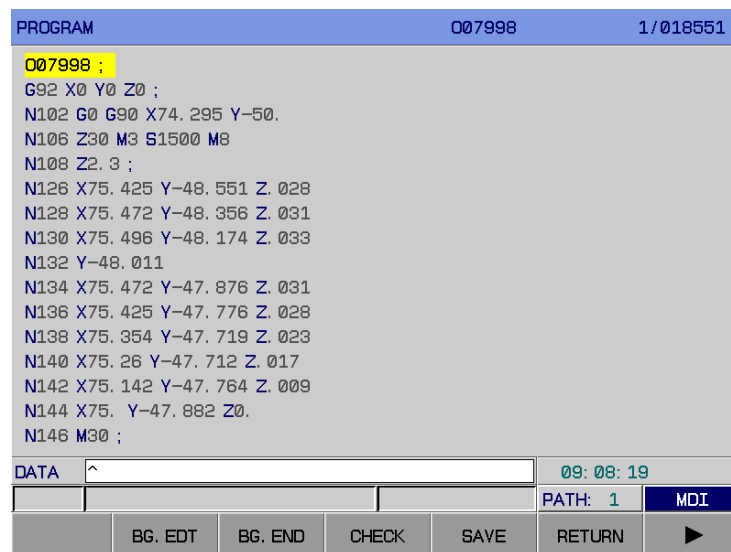 PROGRAM O07998 1/018551
O07998 ;
G92 X0 Y0 Z0 ;
N102 G0 G90 X74.295 Y-50.
N106 Z30 M3 S1500 M8
N108 Z2.3 ;
N126 X75.425 Y-48.551 Z.028
N128 X75.472 Y-48.356 Z.031
N130 X75.496 Y-48.174 Z.033
N132 Y-48.011
N134 X75.472 Y-47.876 Z.031
N136 X75.425 Y-47.776 Z.028
N138 X75.354 Y-47.719 Z.023
N140 X75.26 Y-47.712 Z.017
N142 X75.142 Y-47.764 Z.009
N144 X75. Y-47.882 Z0.
N146 M30 ;
DATA ^ 09:08:19
PATH: 1 MDI
BG.EDT BG.END CHECK SAVE RETURN ▶